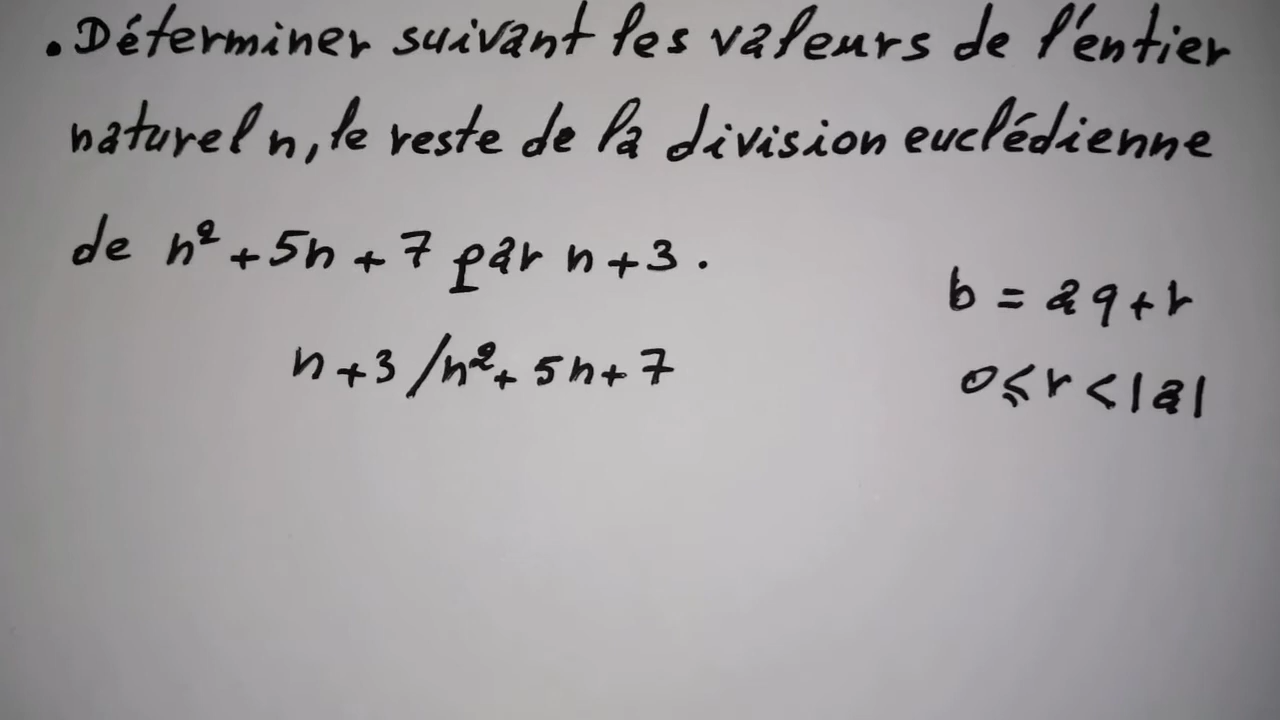 . Déterminer suivant les valeurs de l'entier
naturel n, le reste de la division euclédienne
de n² + 5n + 7 par n + 3 .
b = aq + r
n + 3 / n² + 5n + 7
0 ≤ r < |a|